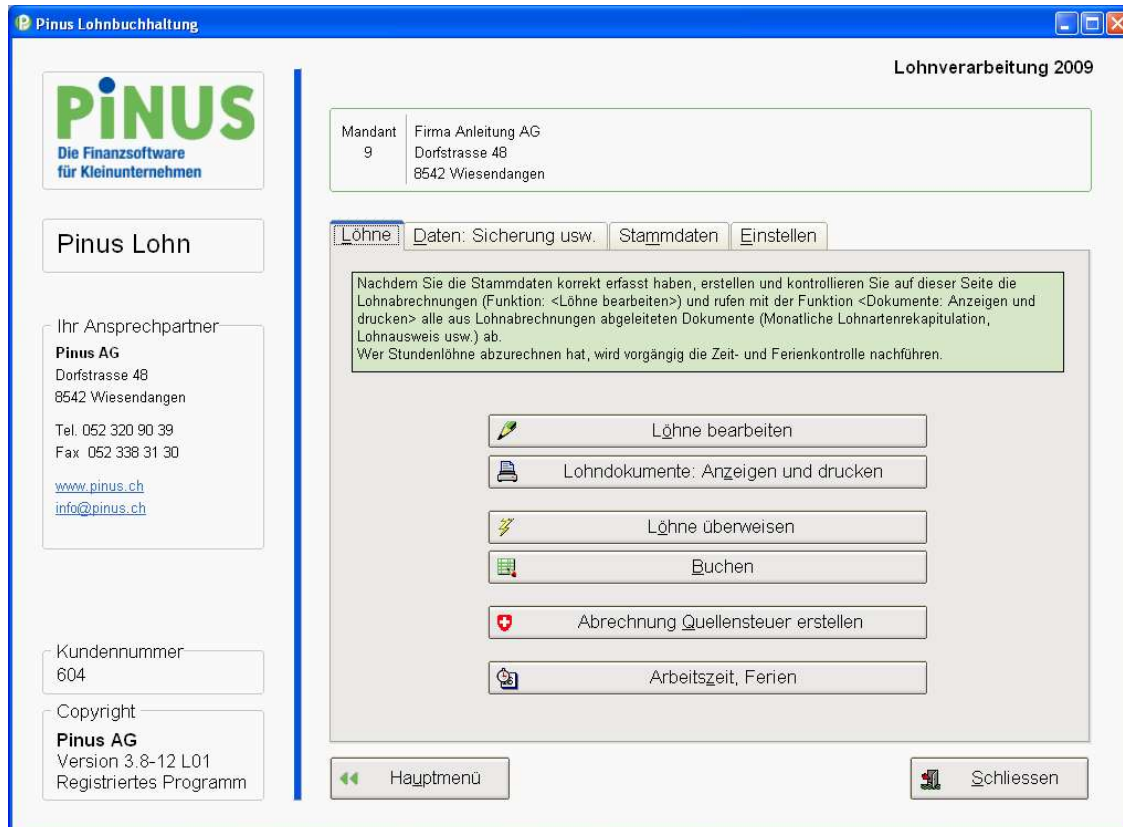 Pinus Lohnbuchhaltung
Lohnverarbeitung 2009
PiNUS
Die Finanzsoftware
für Kleinunternehmen
Pinus Lohn
Ihr Ansprechpartner
Pinus AG
Dorfstrasse 48
8542 Wiesendangen
Tel. 052 320 90 39
Fax 052 338 31 30
www.pinus.ch
info@pinus.ch
Kundennummer
604
Copyright
Pinus AG
Version 3.8-12 L01
Registriertes Programm
Mandant
9
Firma Anleitung AG
Dorfstrasse 48
8542 Wiesendangen
Löhne Daten: Sicherung usw. Stammdaten Einstellen
Nachdem Sie die Stammdaten korrekt erfasst haben, erstellen und kontrollieren Sie auf dieser Seite die
Lohnabrechnungen (Funktion: <Löhne bearbeiten>) und rufen mit der Funktion <Dokumente: Anzeigen und
drucken> alle aus Lohnabrechnungen abgeleiteten Dokumente (Monatliche Lohnartenrekapitulation,
Lohnausweis usw.) ab.
Wer Stundenlöhne abzurechnen hat, wird vorgängig die Zeit- und Ferienkontrolle nachführen.
Löhne bearbeiten
Lohndokumente: Anzeigen und drucken
Löhne überweisen
Buchen
Abrechnung Quellensteuer erstellen
Arbeitszeit, Ferien
Hauptmenü
Schliessen